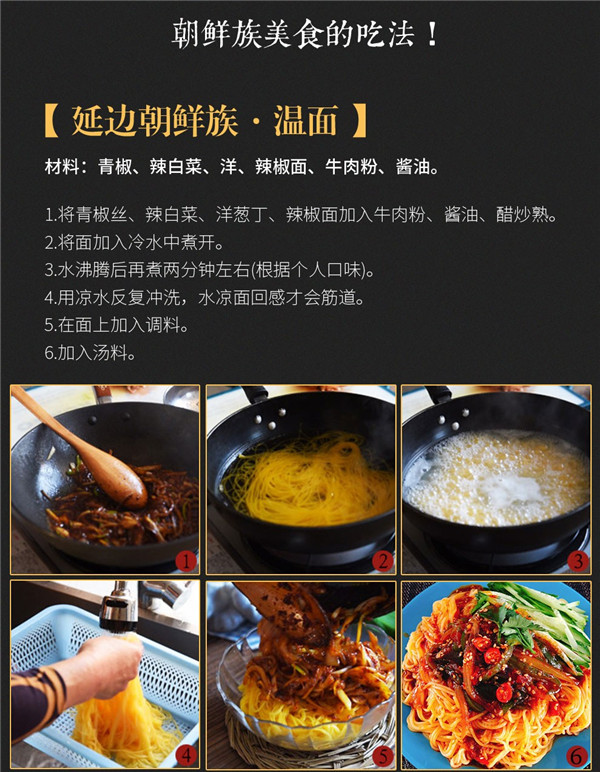 朝鲜族美食的吃法！
【 延边朝鲜族·温面 】
材料：青椒、辣白菜、洋、辣椒面、牛肉粉、酱油。
1.将青椒丝、辣白菜、洋葱丁、辣椒面加入牛肉粉、酱油、醋炒熟。
2.将面加入冷水中煮开。
3.水沸腾后再煮两分钟左右(根据个人口味)。
4.用凉水反复冲洗，水凉面回感才会筋道。
5.在面上加入调料。
6.加入汤料。
1
2
3
4
5
6